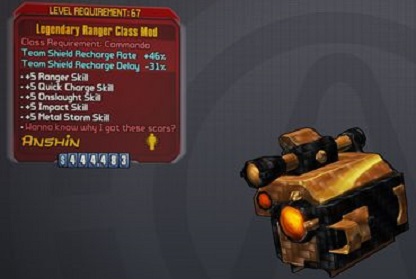 LEVEL REQUIREMENT: 67
Legendary Ranger Class Mod
Class Requirement: Commando
Team Shield Recharge Rate +46%
Team Shield Recharge Delay -31%
- +5 Ranger Skill
- +5 Quick Charge Skill
- +5 Onslaught Skill
- +5 Impact Skill
- +5 Metal Storm Skill
- Wanna know why I got these scars?
ANSHIN
$444483